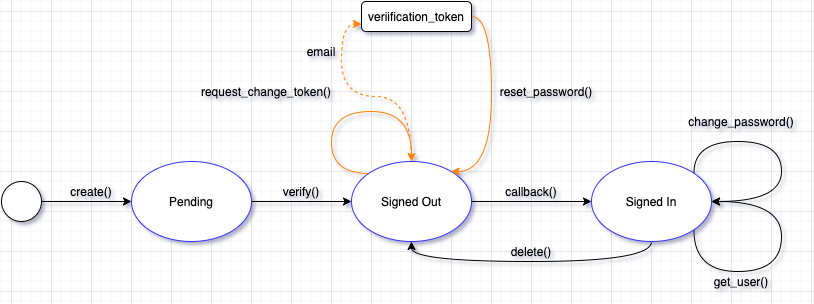 veriification_token
email
request_change_token()
reset_password()
change_password()
create()
Pending
verify()
Signed Out
callback()
Signed In
delete()
get_user()